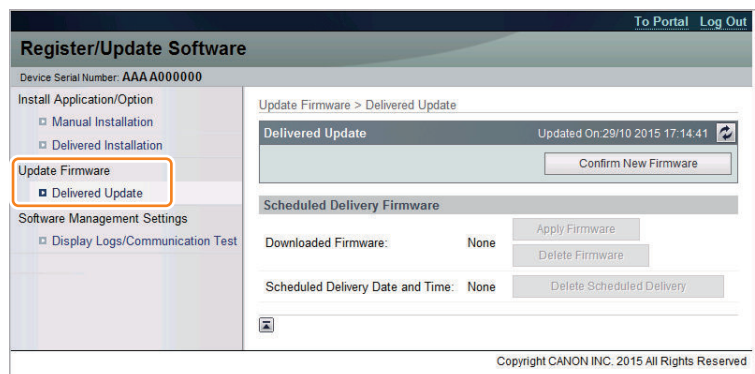 To Portal Log Out
Register/Update Software
Device Serial Number: AAAA000000
Install Application/Option
Manual Installation
Delivered Installation
Update Firmware
Delivered Update
Software Management Settings
Display Logs/Communication Test
Update Firmware > Delivered Update
Delivered Update Updated On:29/10 2015 17:14:41
Confirm New Firmware
Scheduled Delivery Firmware
Downloaded Firmware: None
Apply Firmware
Delete Firmware
Scheduled Delivery Date and Time: None Delete Scheduled Delivery
Copyright CANON INC. 2015 All Rights Reserved